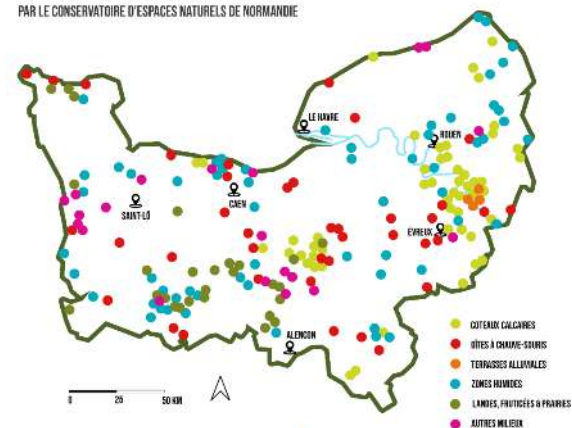 PAR LE CONSERVATOIRE D'ESPACES NATURELS DE NORMANDIE
LE HAVRE
ROUEN
CAEN
SAINT-LÔ
ÉVREUX
ALENCON
COTEAUX CALCAIRES
GÎTES À CHAUVE-SOURIS
TERRASSES ALLUVIALES
ZONES HUMIDES
LANDES, FRUTICÉES & PRAIRIES
AUTRES MILIEUX
0 25 50 KM